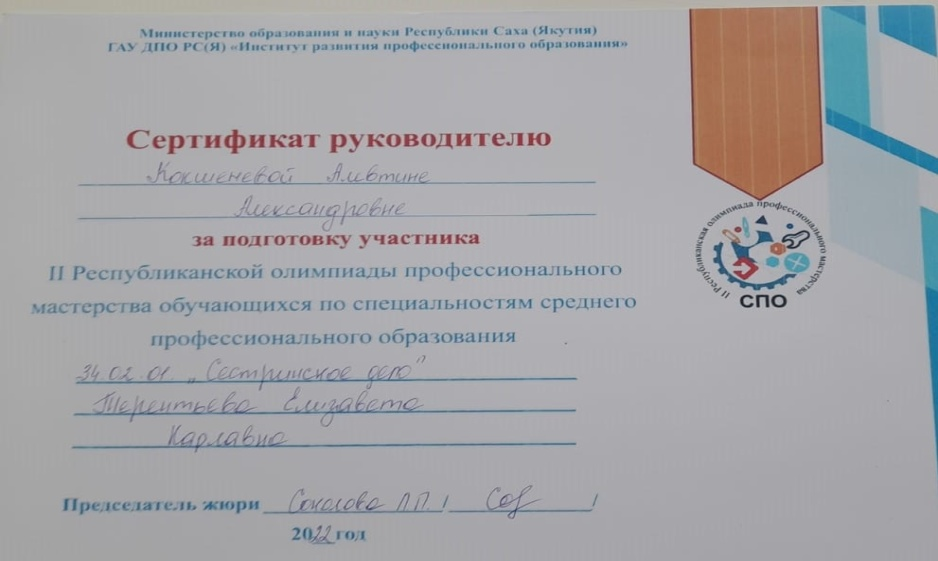 Министерство образования и науки Республики Саха (Якутия)
ГАУ ДПО РС(Я) «Институт развития профессионального образования»
Сертификат руководителю
Кокшеневой Алевтине
Александровне
за подготовку участника
II Республиканской олимпиады профессионального
мастерства обучающихся по специальностям среднего
профессионального образования
34.02.01. „Сестринское дело"
Терентьева Елизавета
Карлавна
Председатель жюри Соколова Л.П. / /
2022 год
II Республиканская олимпиада профессионального мастерства
СПО